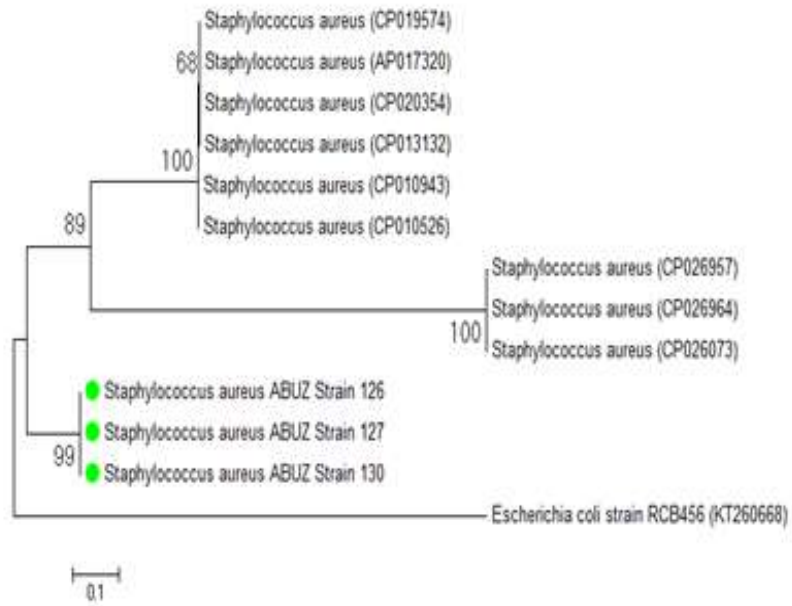 Staphylococcus aureus (CP019574)
68
Staphylococcus aureus (AP017320)
Staphylococcus aureus (CP020354)
Staphylococcus aureus (CP013132)
100
Staphylococcus aureus (CP010943)
89
Staphylococcus aureus (CP010526)
Staphylococcus aureus (CP026957)
Staphylococcus aureus (CP026964)
100
Staphylococcus aureus (CP026073)
Staphylococcus aureus ABUZ Strain 126
Staphylococcus aureus ABUZ Strain 127
99
Staphylococcus aureus ABUZ Strain 130
Escherichia coli strain RCB456 (KT260668)
0.1